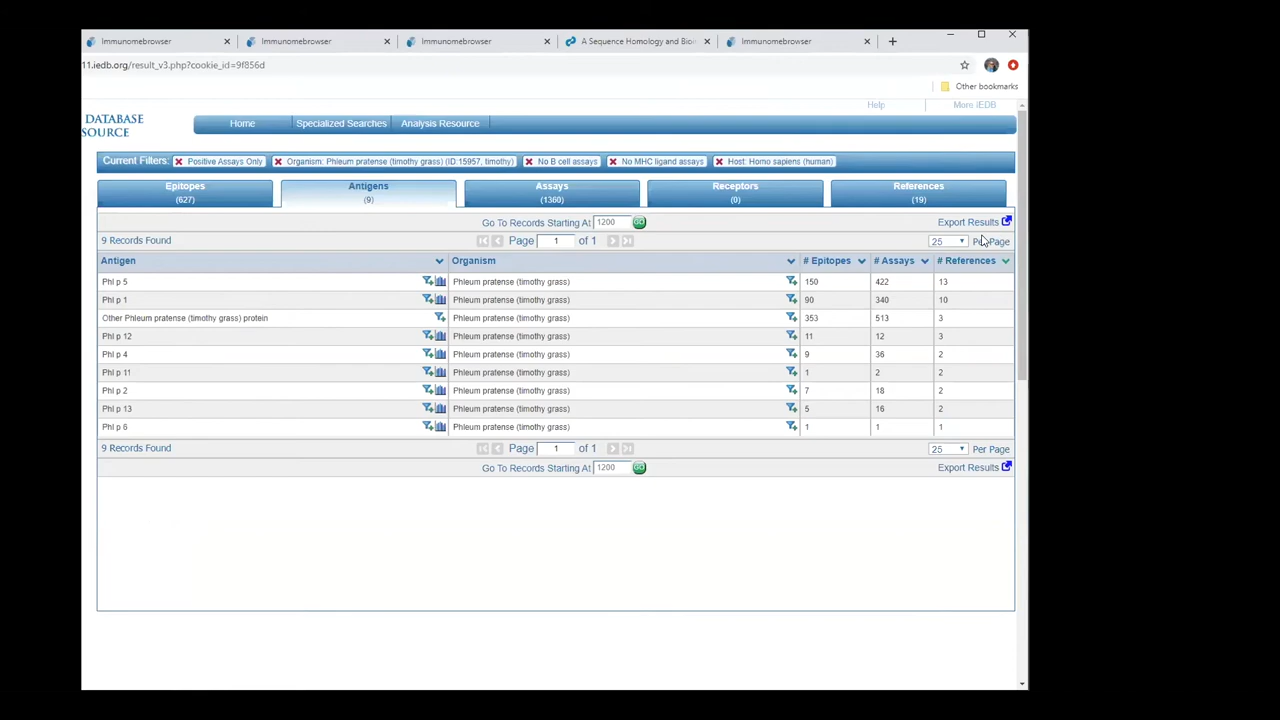 Immunomebrowser Immunomebrowser Immunomebrowser A Sequence Homology and Bio Immunomebrowser
11.iedb.org/result_v3.php?cookie_id=9f856d
Other bookmarks
Help More IEDB
DATABASE
SOURCE
Home Specialized Searches Analysis Resource
Current Filters: Positive Assays Only Organism: Phleum pratense (timothy grass) (ID:15957, timothy) No B cell assays No MHC ligand assays Host: Homo sapiens (human)
Epitopes Antigens Assays Receptors References
(627) (9) (1360) (0) (19)
Go To Records Starting At 1200 GO Export Results
9 Records Found Page 1 of 1 25 Per Page
Antigen Organism # Epitopes # Assays # References
Phl p 5 Phleum pratense (timothy grass) 150 422 13
Phl p 1 Phleum pratense (timothy grass) 90 340 10
Other Phleum pratense (timothy grass) protein Phleum pratense (timothy grass) 353 513 3
Phl p 12 Phleum pratense (timothy grass) 11 12 3
Phl p 4 Phleum pratense (timothy grass) 9 36 2
Phl p 11 Phleum pratense (timothy grass) 1 2 2
Phl p 2 Phleum pratense (timothy grass) 7 18 2
Phl p 13 Phleum pratense (timothy grass) 5 16 2
Phl p 6 Phleum pratense (timothy grass) 1 1 1
9 Records Found Page 1 of 1 25 Per Page
Go To Records Starting At 1200 GO Export Results